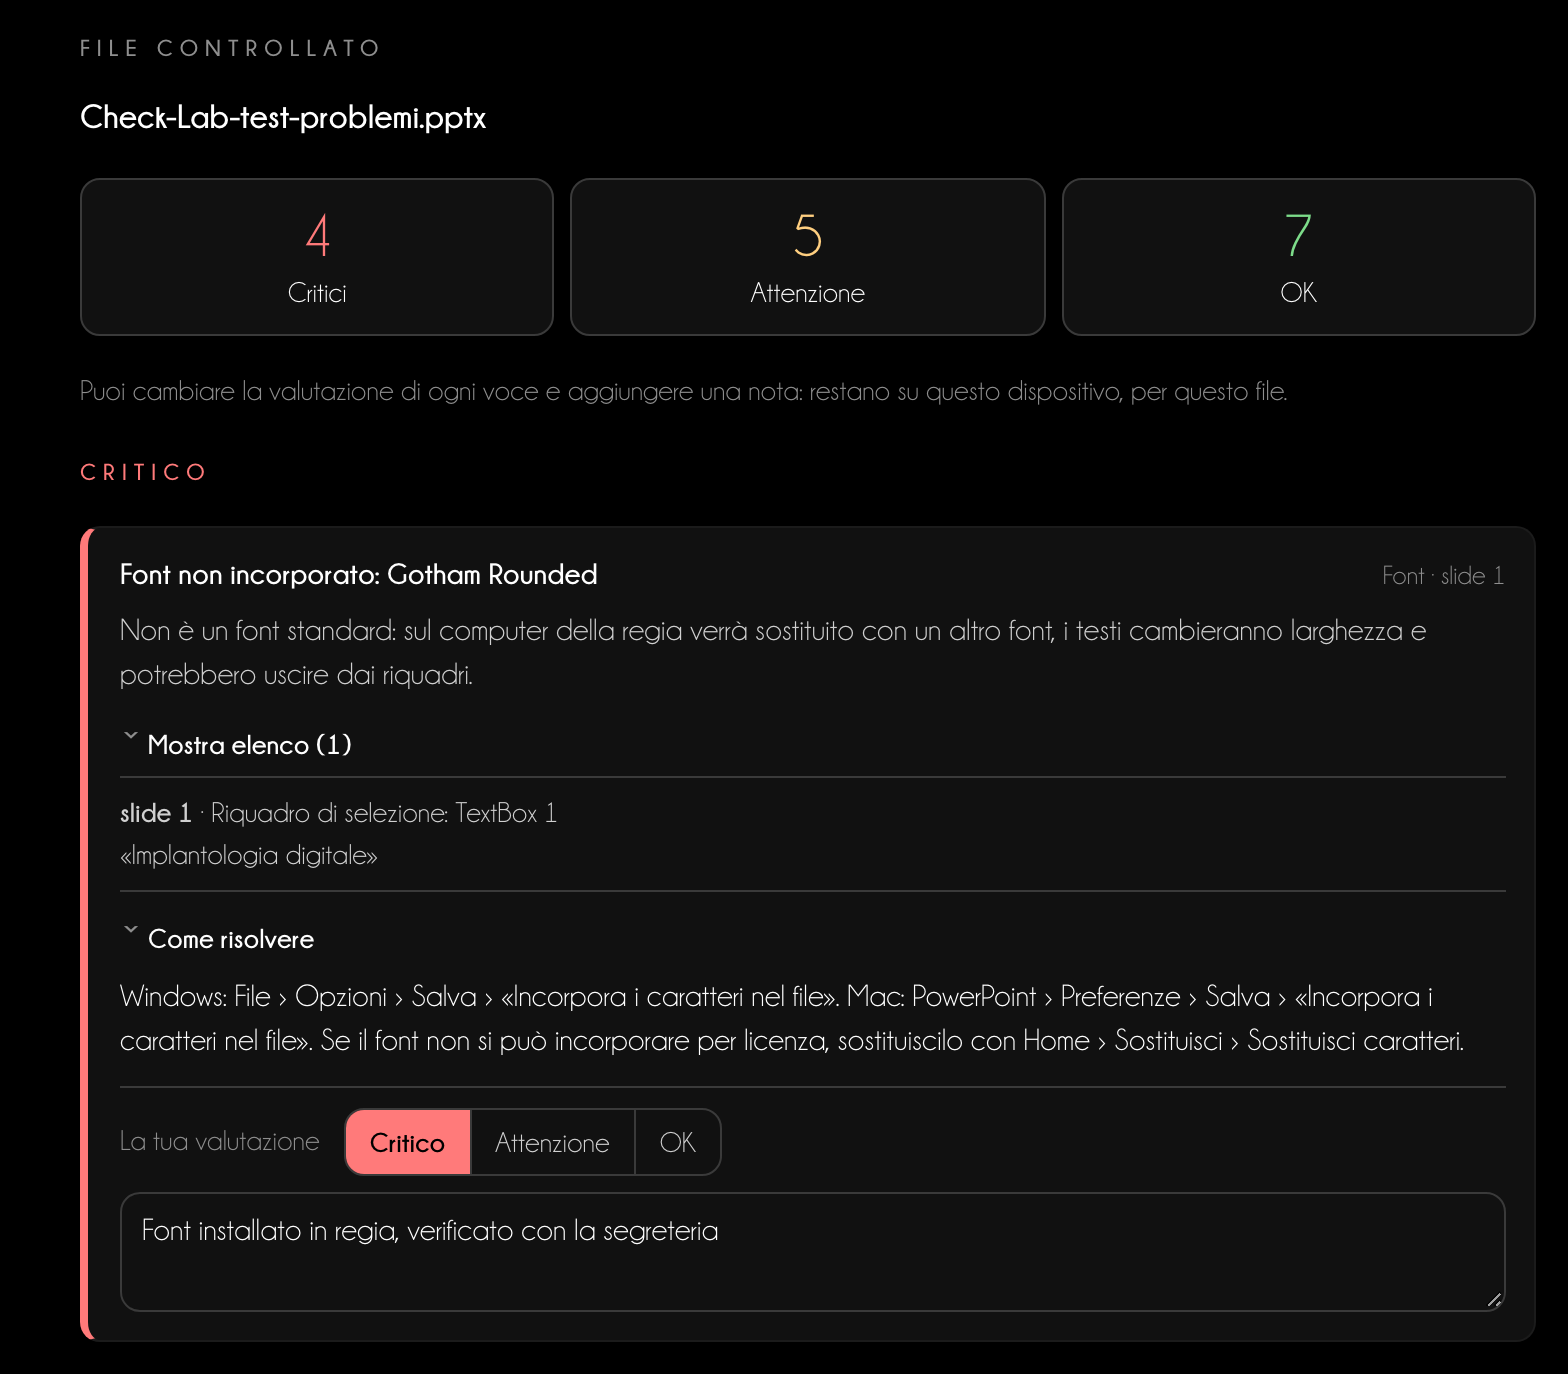 FILE CONTROLLATO
Check-Lab-test-problemi.pptx
4
Critici
5
Attenzione
7
OK
Puoi cambiare la valutazione di ogni voce e aggiungere una nota: restano su questo dispositivo, per questo file.
CRITICO
Font non incorporato: Gotham Rounded
Font · slide 1
Non è un font standard: sul computer della regia verrà sostituito con un altro font, i testi cambieranno larghezza e
potrebbero uscire dai riquadri.
Mostra elenco (1)
slide 1 · Riquadro di selezione: TextBox 1
«Implantologia digitale»
Come risolvere
Windows: File › Opzioni › Salva › «Incorpora i caratteri nel file». Mac: PowerPoint › Preferenze › Salva › «Incorpora i
caratteri nel file». Se il font non si può incorporare per licenza, sostituiscilo con Home › Sostituisci › Sostituisci caratteri.
La tua valutazione
Critico
Attenzione
OK
Font installato in regia, verificato con la segreteria